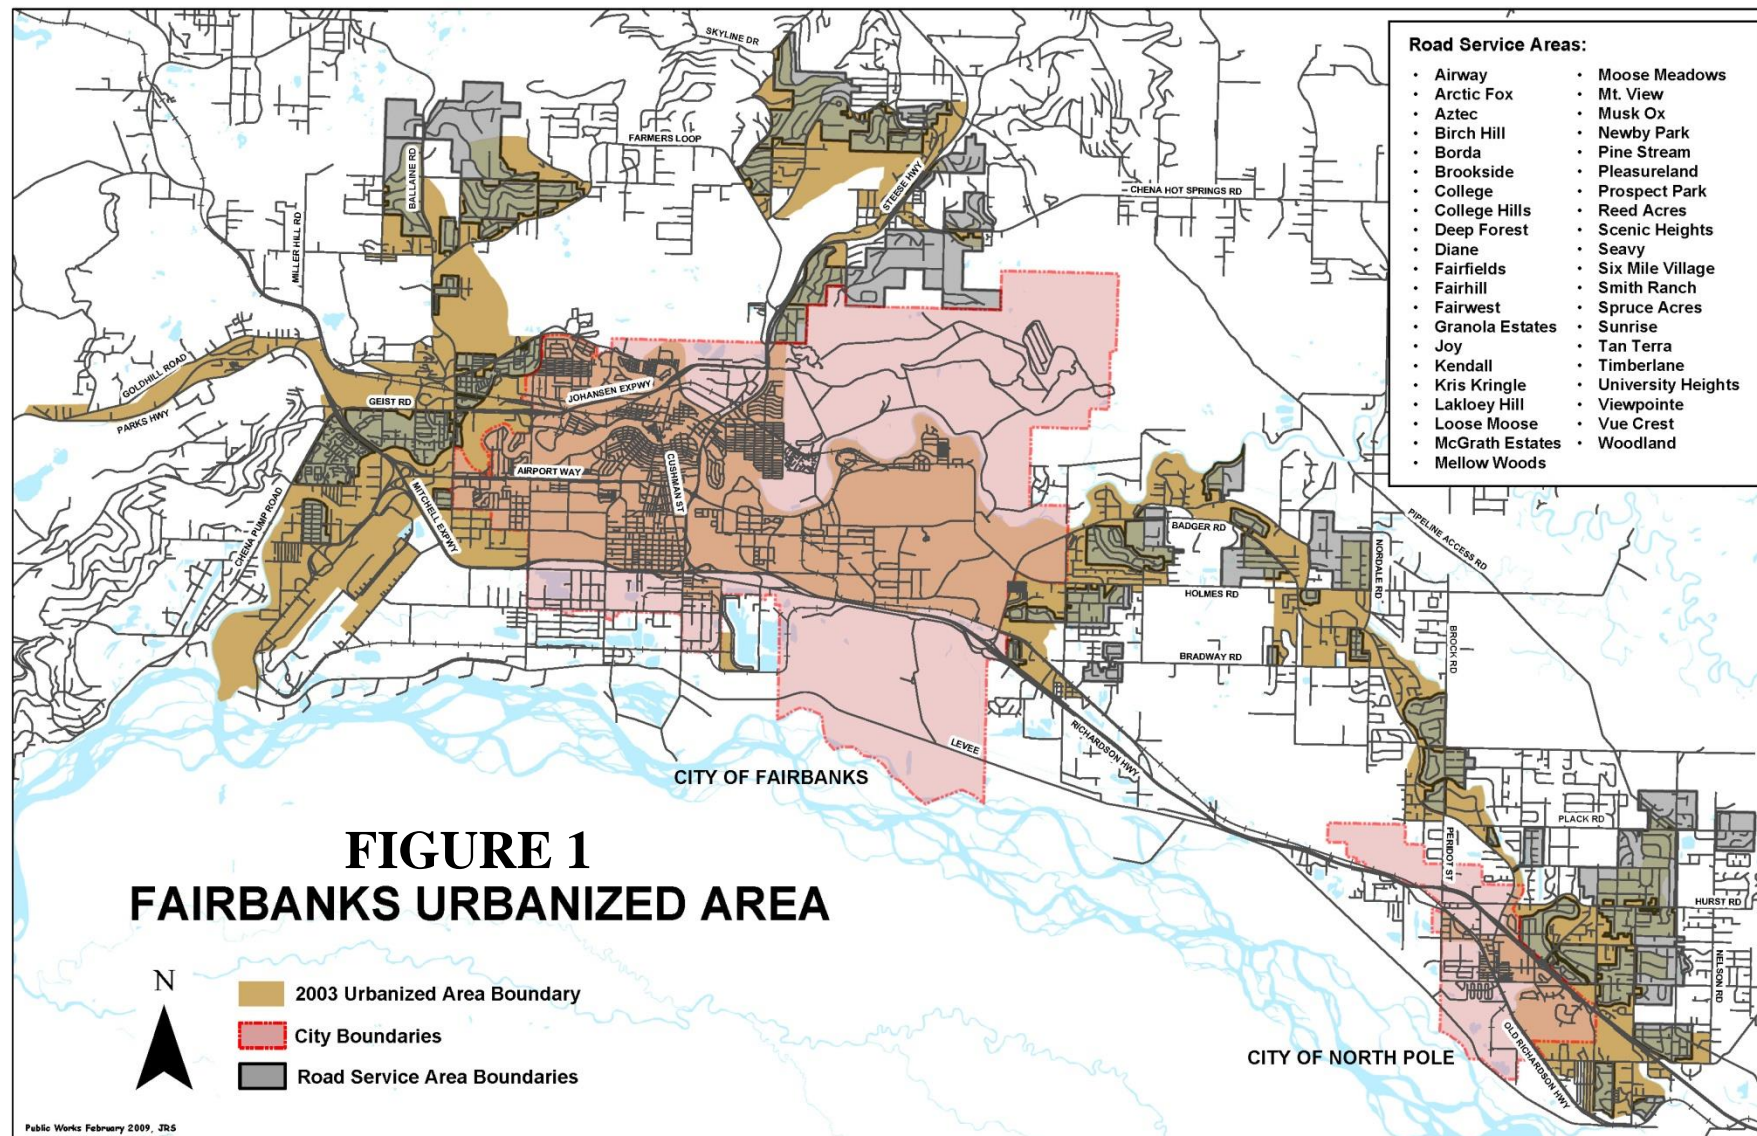 Road Service Areas:
• Airway
• Arctic Fox
• Aztec
• Birch Hill
• Borda
• Brookside
• College
• College Hills
• Deep Forest
• Diane
• Fairfields
• Fairhill
• Fairwest
• Granola Estates
• Joy
• Kendall
• Kris Kringle
• Lakloey Hill
• Loose Moose
• McGrath Estates
• Mellow Woods
• Moose Meadows
• Mt. View
• Musk Ox
• Newby Park
• Pine Stream
• Pleasureland
• Prospect Park
• Reed Acres
• Scenic Heights
• Seavy
• Six Mile Village
• Smith Ranch
• Spruce Acres
• Sunrise
• Tan Terra
• Timberlane
• University Heights
• Viewpointe
• Vue Crest
• Woodland
SKYLINE DR
FARMERS LOOP
BALLAINE RD
STEESE HWY
CHENA HOT SPRINGS RD
MILLER HILL RD
GOLDHILL ROAD
PARKS HWY
GEIST RD
JOHANSEN EXPWY
AIRPORT WAY
CUSHMAN ST
MITCHELL EXPWY
CHENA PUMP ROAD
BADGER RD
NORDALE RD
PIPELINE ACCESS RD
HOLMES RD
BROCK RD
BRADWAY RD
RICHARDSON HWY
LEVEE
CITY OF FAIRBANKS
PLACK RD
PERIDOT ST
HURST RD
NELSON RD
OLD RICHARDSON HWY
CITY OF NORTH POLE
FIGURE 1
FAIRBANKS URBANIZED AREA
N
2003 Urbanized Area Boundary
City Boundaries
Road Service Area Boundaries
Public Works February 2009, JRS